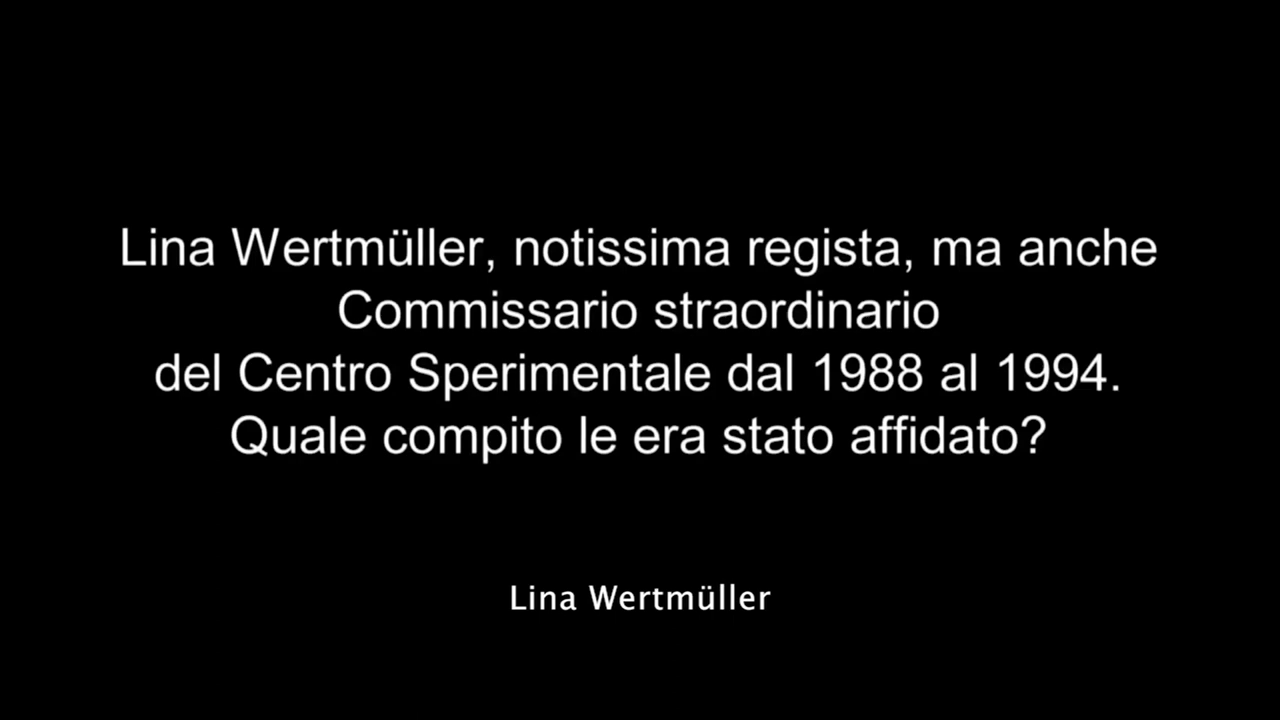 Lina Wertmüller, notissima regista, ma anche
Commissario straordinario
del Centro Sperimentale dal 1988 al 1994.
Quale compito le era stato affidato?
Lina Wertmüller